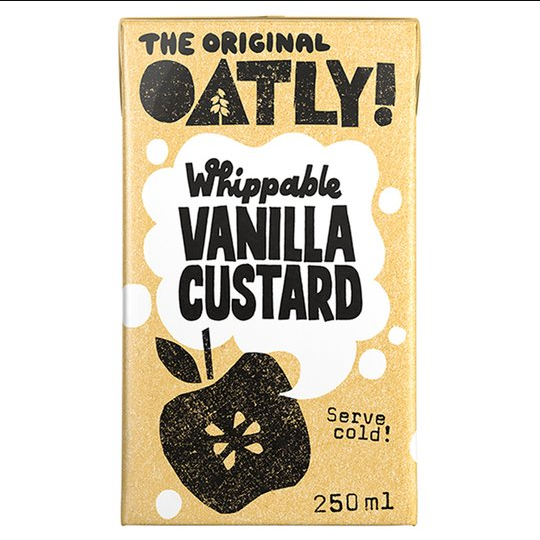 THE ORIGINAL
OATLY!
Whippable
VANILLA
CUSTARD
Serve
cold!
250 ml